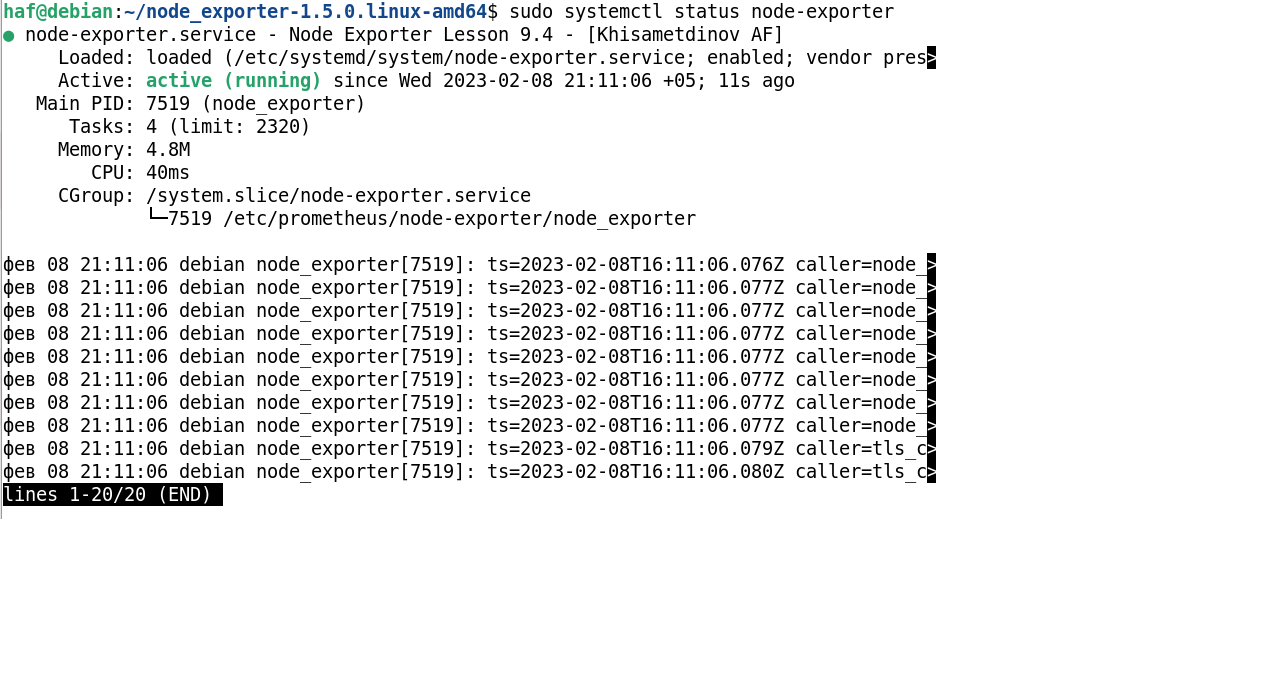 haf@debian:~/node_exporter-1.5.0.linux-amd64$ sudo systemctl status node-exporter
● node-exporter.service - Node Exporter Lesson 9.4 - [Khisametdinov AF]
     Loaded: loaded (/etc/systemd/system/node-exporter.service; enabled; vendor pres>
     Active: active (running) since Wed 2023-02-08 21:11:06 +05; 11s ago
   Main PID: 7519 (node_exporter)
      Tasks: 4 (limit: 2320)
     Memory: 4.8M
        CPU: 40ms
     CGroup: /system.slice/node-exporter.service
             └─7519 /etc/prometheus/node-exporter/node_exporter

фев 08 21:11:06 debian node_exporter[7519]: ts=2023-02-08T16:11:06.076Z caller=node_>
фев 08 21:11:06 debian node_exporter[7519]: ts=2023-02-08T16:11:06.077Z caller=node_>
фев 08 21:11:06 debian node_exporter[7519]: ts=2023-02-08T16:11:06.077Z caller=node_>
фев 08 21:11:06 debian node_exporter[7519]: ts=2023-02-08T16:11:06.077Z caller=node_>
фев 08 21:11:06 debian node_exporter[7519]: ts=2023-02-08T16:11:06.077Z caller=node_>
фев 08 21:11:06 debian node_exporter[7519]: ts=2023-02-08T16:11:06.077Z caller=node_>
фев 08 21:11:06 debian node_exporter[7519]: ts=2023-02-08T16:11:06.077Z caller=node_>
фев 08 21:11:06 debian node_exporter[7519]: ts=2023-02-08T16:11:06.077Z caller=node_>
фев 08 21:11:06 debian node_exporter[7519]: ts=2023-02-08T16:11:06.079Z caller=tls_c>
фев 08 21:11:06 debian node_exporter[7519]: ts=2023-02-08T16:11:06.080Z caller=tls_c>
lines 1-20/20 (END)